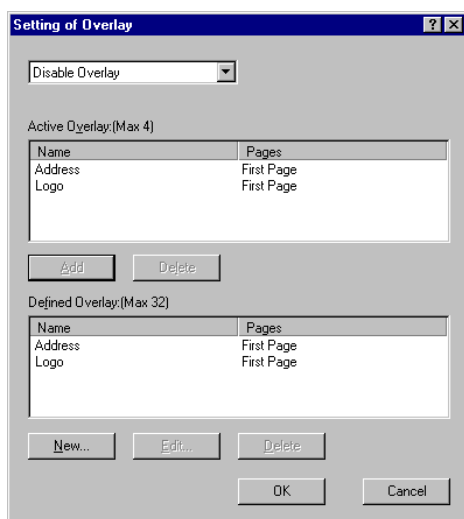 Setting of Overlay ? X
Disable Overlay
Active Overlay:(Max 4)
Name Pages
Address First Page
Logo First Page
Add Delete
Defined Overlay:(Max 32)
Name Pages
Address First Page
Logo First Page
New... Edit... Delete
OK Cancel